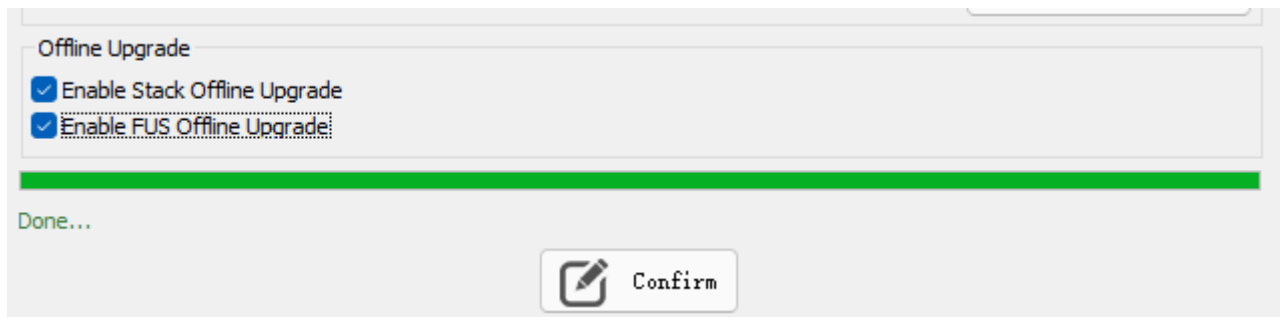 Offline Upgrade
Enable Stack Offline Upgrade
Enable FUS Offline Upgrade
Done...
Confirm